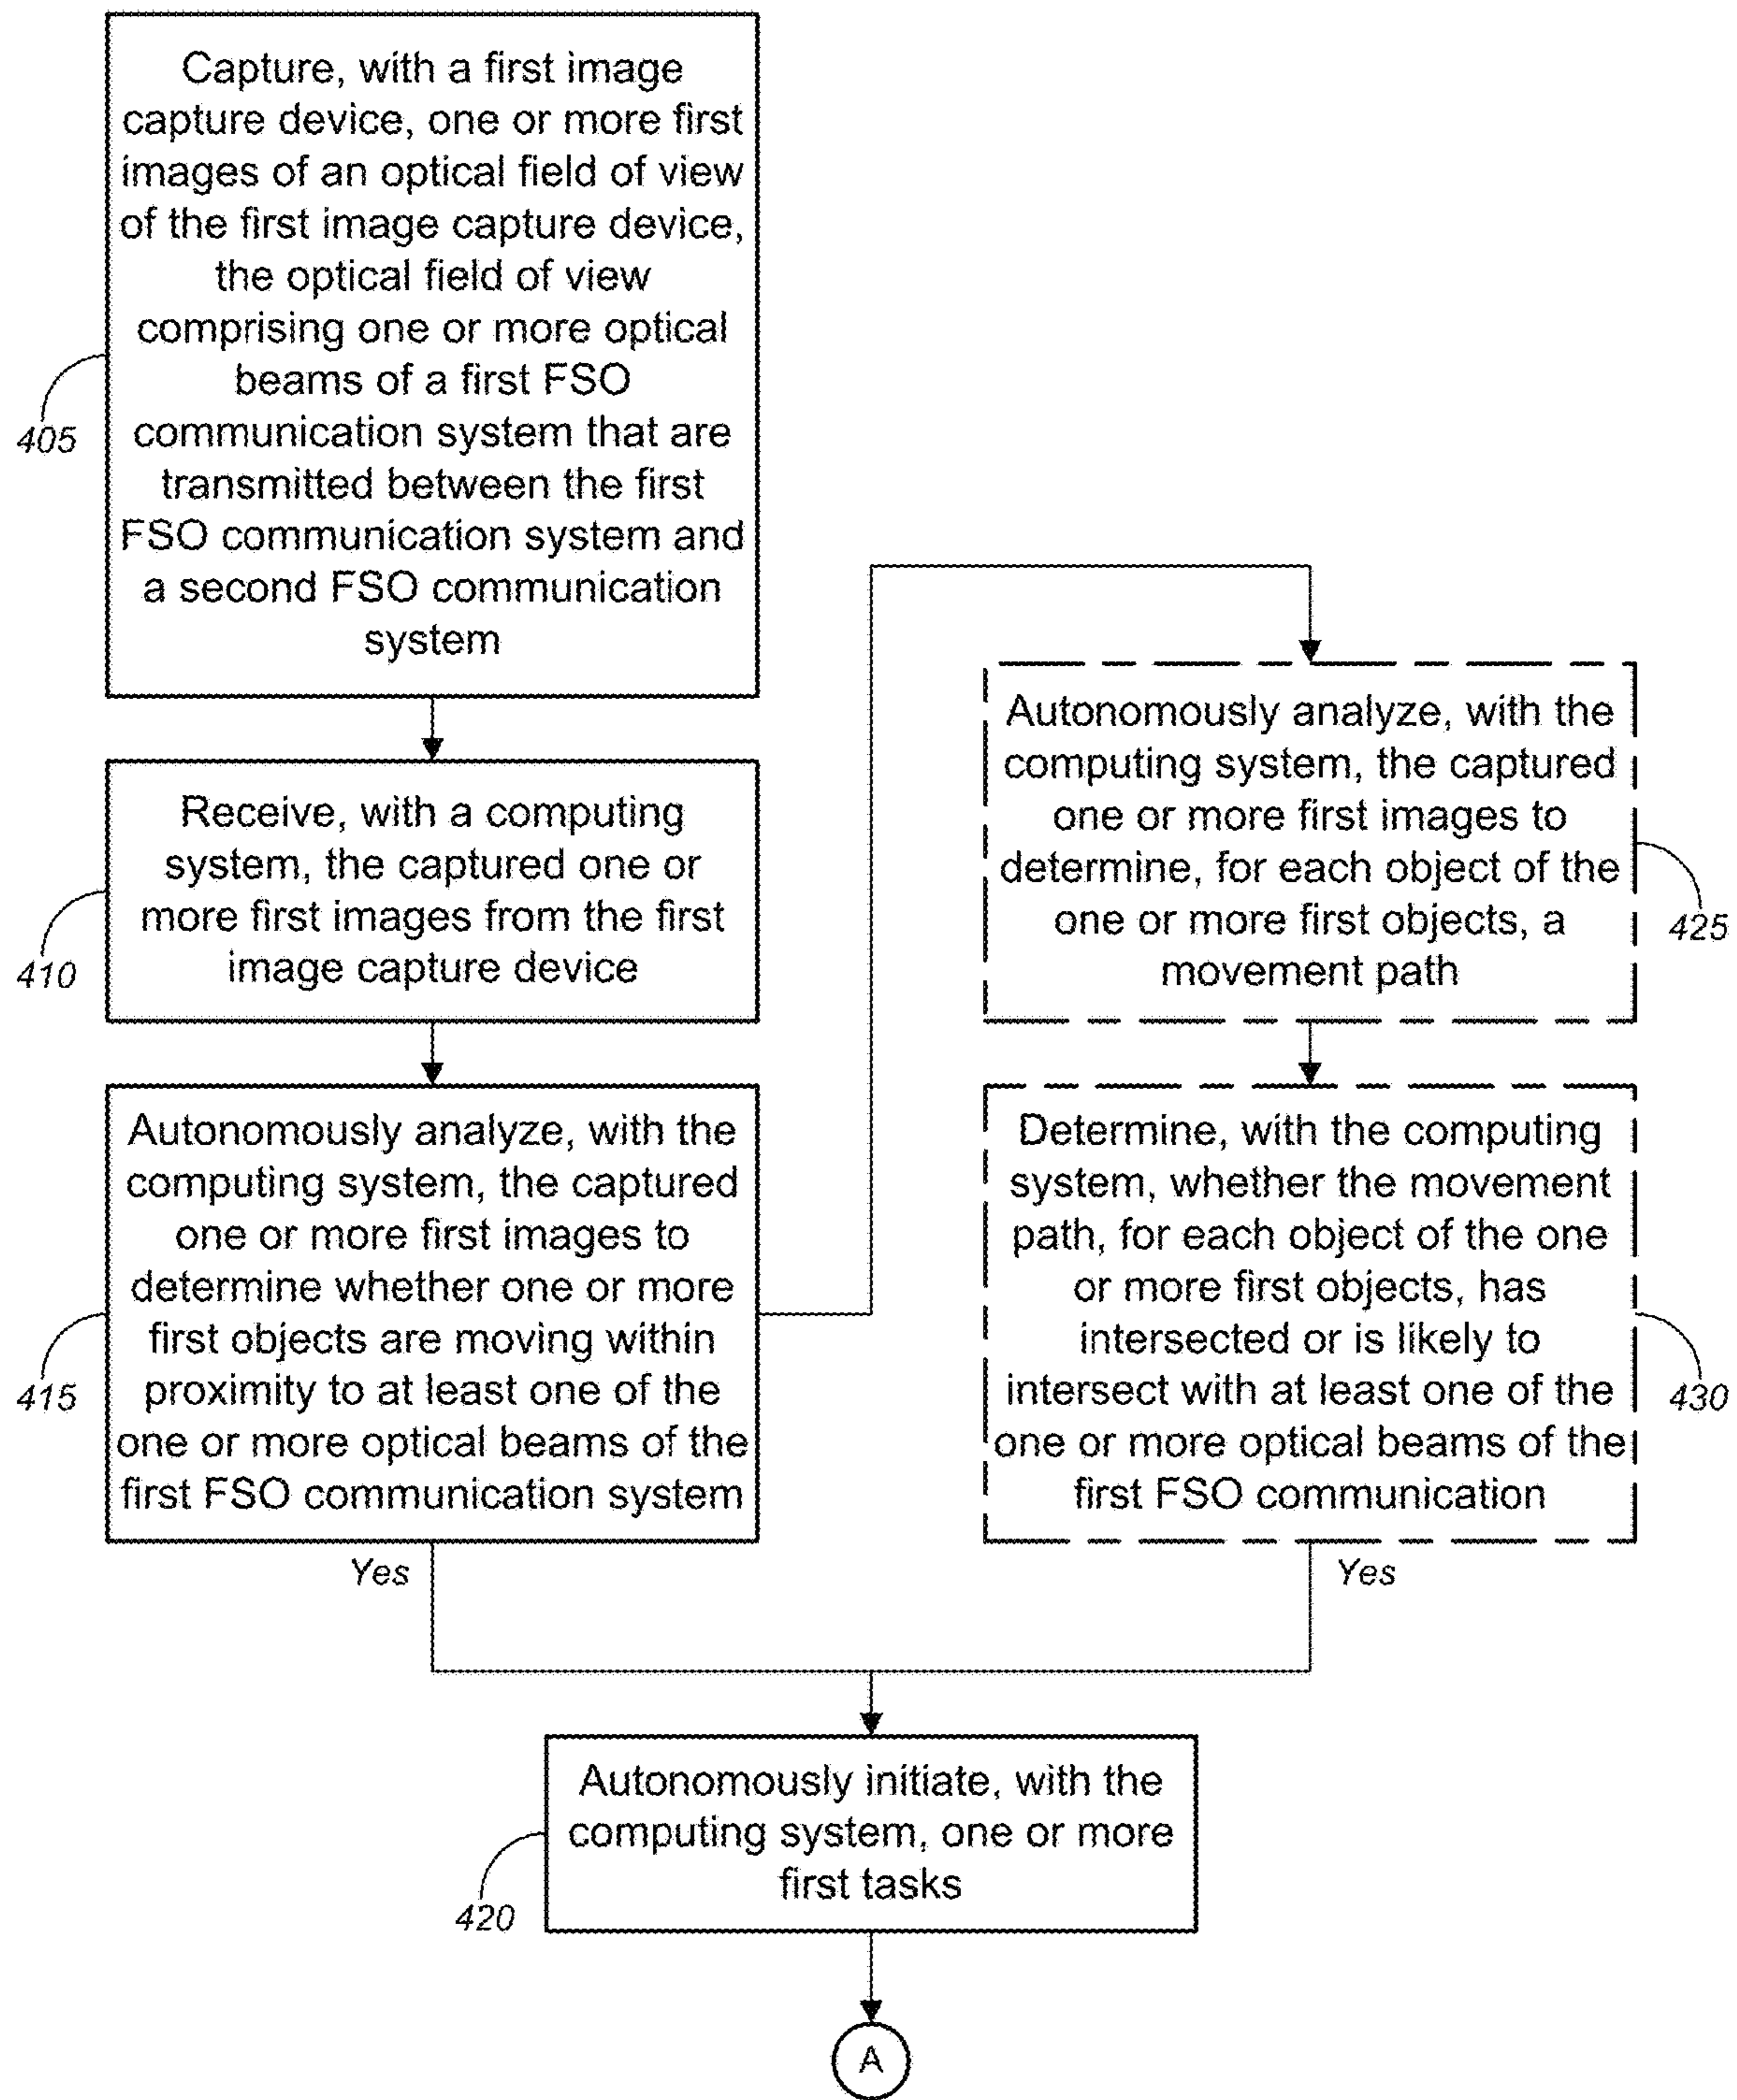 Capture, with a first image
capture device, one or more first
images of an optical field of view
of the first image capture device,
the optical field of view
comprising one or more optical
beams of a first FSO
communication system that are
transmitted between the first
FSO communication system and
a second FSO communication
system
405
Receive, with a computing
system, the captured one or
more first images from the first
image capture device
410
Autonomously analyze, with the
computing system, the captured
one or more first images to
determine whether one or more
first objects are moving within
proximity to at least one of the
one or more optical beams of the
first FSO communication system
415
Yes
Autonomously analyze, with the
computing system, the captured
one or more first images to
determine, for each object of the
one or more first objects, a
movement path
425
Determine, with the computing
system, whether the movement
path, for each object of the one
or more first objects, has
intersected or is likely to
intersect with at least one of the
one or more optical beams of the
first FSO communication
430
Yes
Autonomously initiate, with the
computing system, one or more
first tasks
420
A